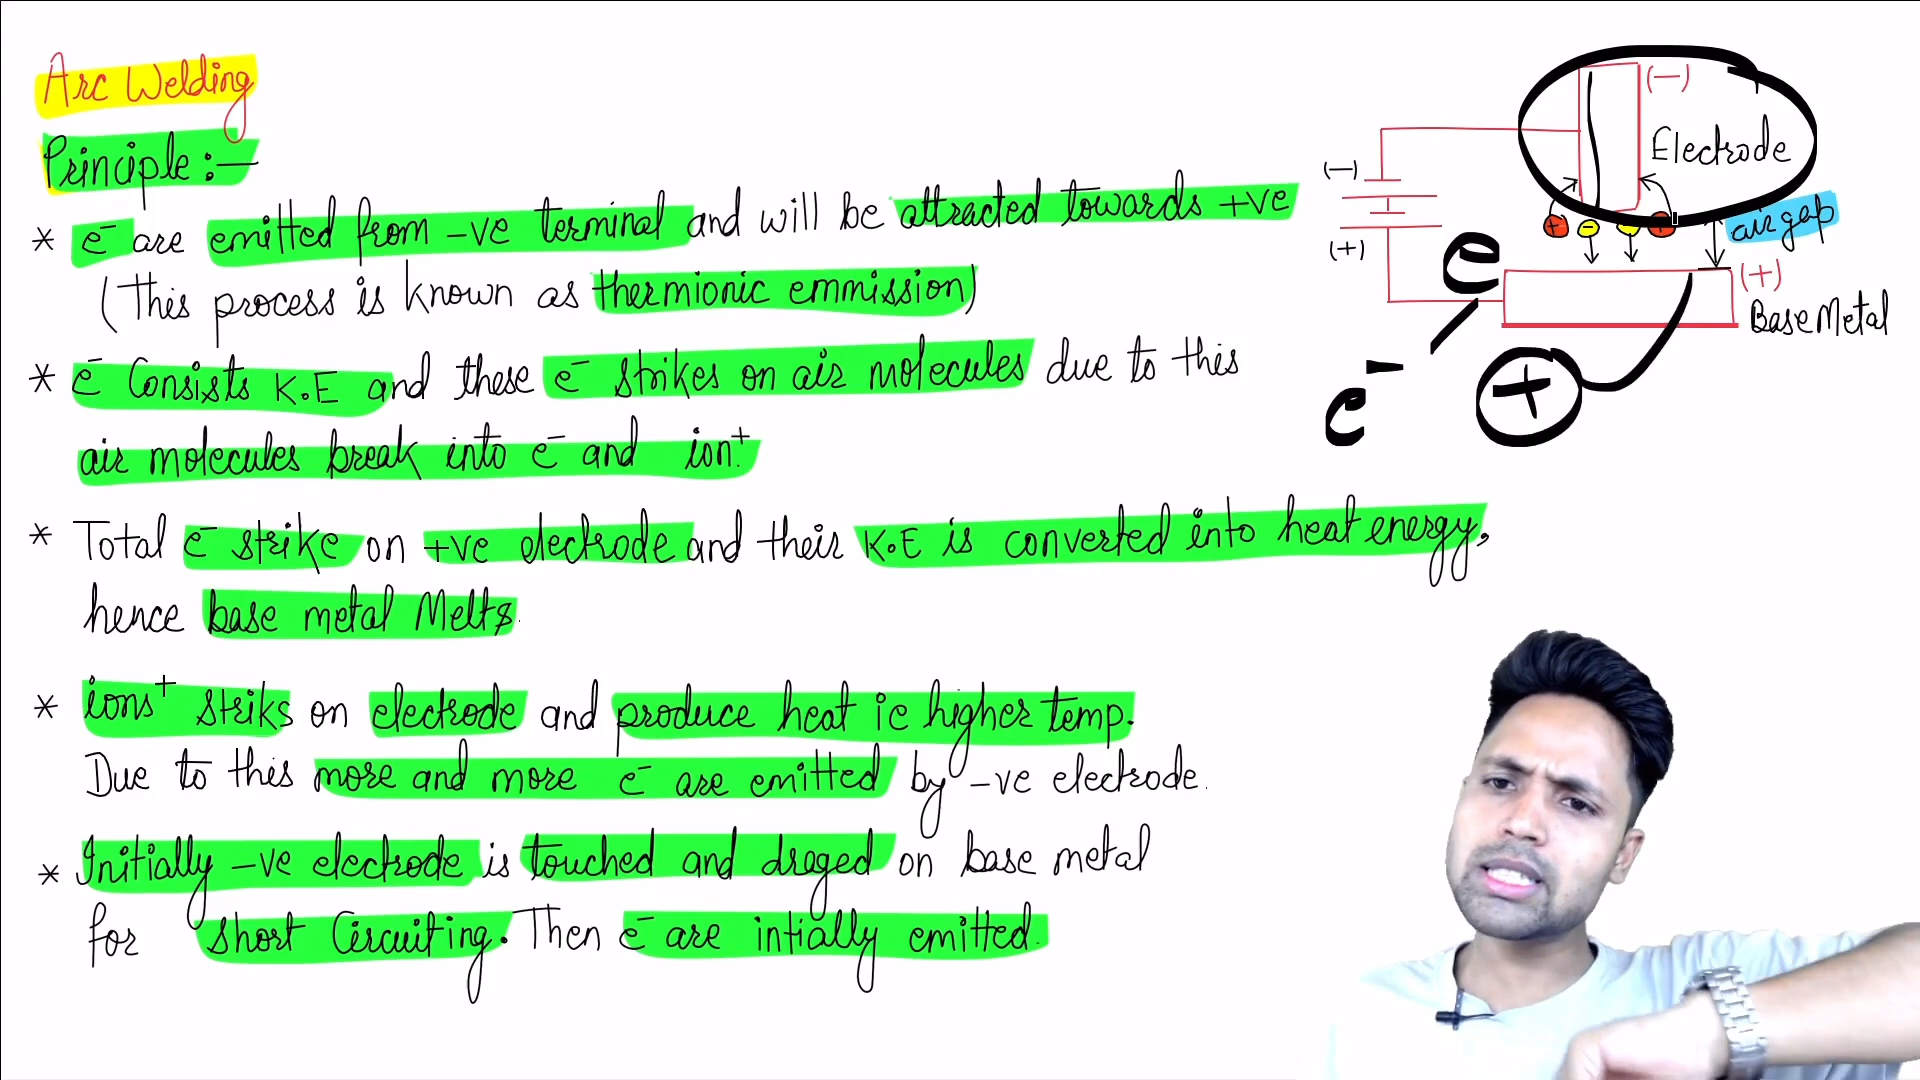 Arc Welding
Principle :-
* e⁻ are emitted from -ve terminal and will be attracted towards +ve
(This process is known as thermionic emmission)
* e⁻ Consists K.E and these e⁻ strikes on air molecules due to this
air molecules break into e⁻ and ion⁺.
* Total e⁻ strike on +ve electrode and their K.E is converted into heat energy,
hence base metal Melts.
* ions⁺ striks on electrode and produce heat ie higher temp.
Due to this more and more e⁻ are emitted by -ve electrode.
* Initially -ve electrode is touched and draged on base metal
for short Circuiting. Then e⁻ are intially emitted.
(-)
Electrode
(-)
air gap
+ - - +
(+)
e
(+)
Base Metal
e⁻
+